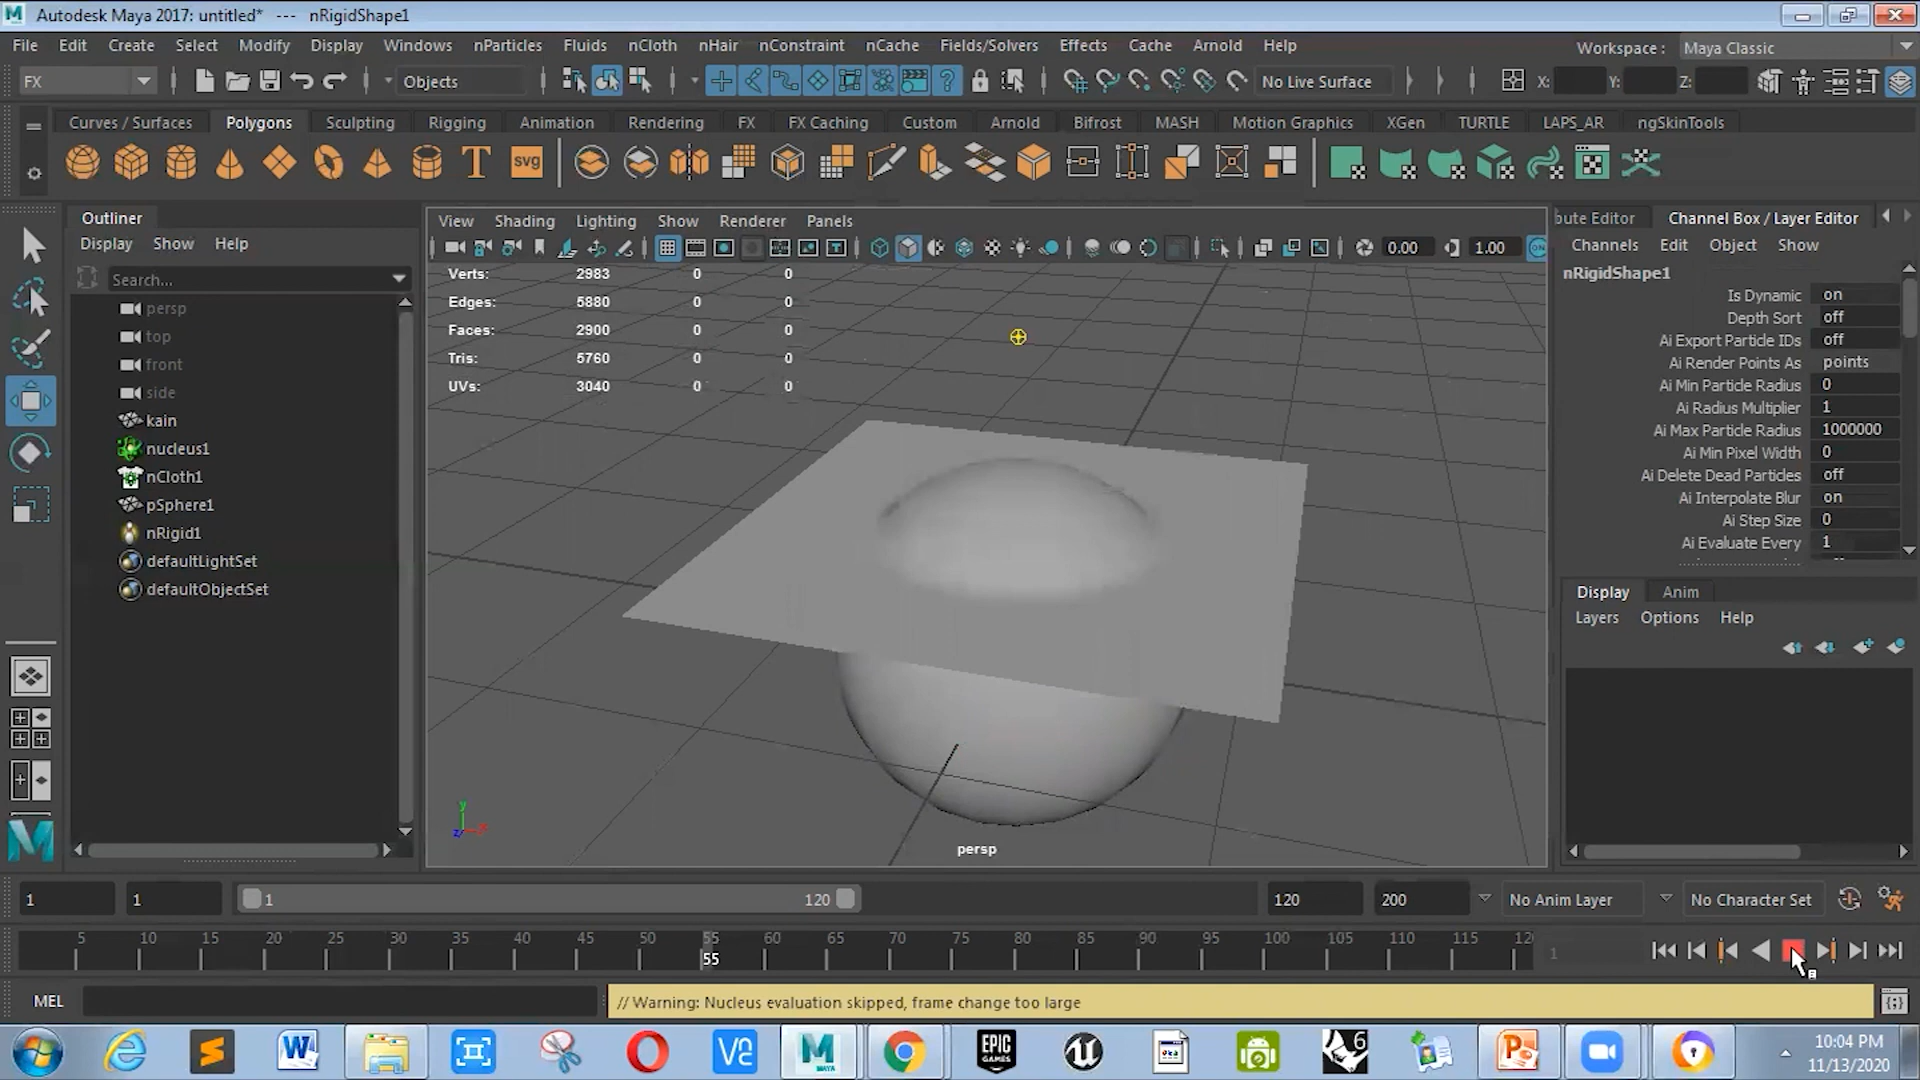 Autodesk Maya 2017: untitled* --- nRigidShape1
File Edit Create Select Modify Display Windows nParticles Fluids nCloth nHair nConstraint nCache Fields/Solvers Effects Cache Arnold Help Workspace : Maya Classic
FX Objects No Live Surface X: Y: Z:
Curves / Surfaces Polygons Sculpting Rigging Animation Rendering FX FX Caching Custom Arnold Bifrost MASH Motion Graphics XGen TURTLE LAPS_AR ngSkinTools
T svg
Outliner
Display Show Help
Search...
persp
top
front
side
kain
nucleus1
nCloth1
pSphere1
nRigid1
defaultLightSet
defaultObjectSet
View Shading Lighting Show Renderer Panels
0.00 1.00 ON
Verts: 2983 0 0
Edges: 5880 0 0
Faces: 2900 0 0
Tris: 5760 0 0
UVs: 3040 0 0
y
z x
persp
bute Editor Channel Box / Layer Editor
Channels Edit Object Show
nRigidShape1
Is Dynamic on
Depth Sort off
Ai Export Particle IDs off
Ai Render Points As points
Ai Min Particle Radius 0
Ai Radius Multiplier 1
Ai Max Particle Radius 1000000
Ai Min Pixel Width 0
Ai Delete Dead Particles off
Ai Interpolate Blur on
Ai Step Size 0
Ai Evaluate Every 1
Display Anim
Layers Options Help
1 1 1 120 120 200 No Anim Layer No Character Set
5 10 15 20 25 30 35 40 45 50 55 60 65 70 75 80 85 90 95 100 105 110 115 12
55 1
MEL // Warning: Nucleus evaluation skipped, frame change too large
W M MAYA EPIC GAMES 6 P
10:04 PM
11/13/2020